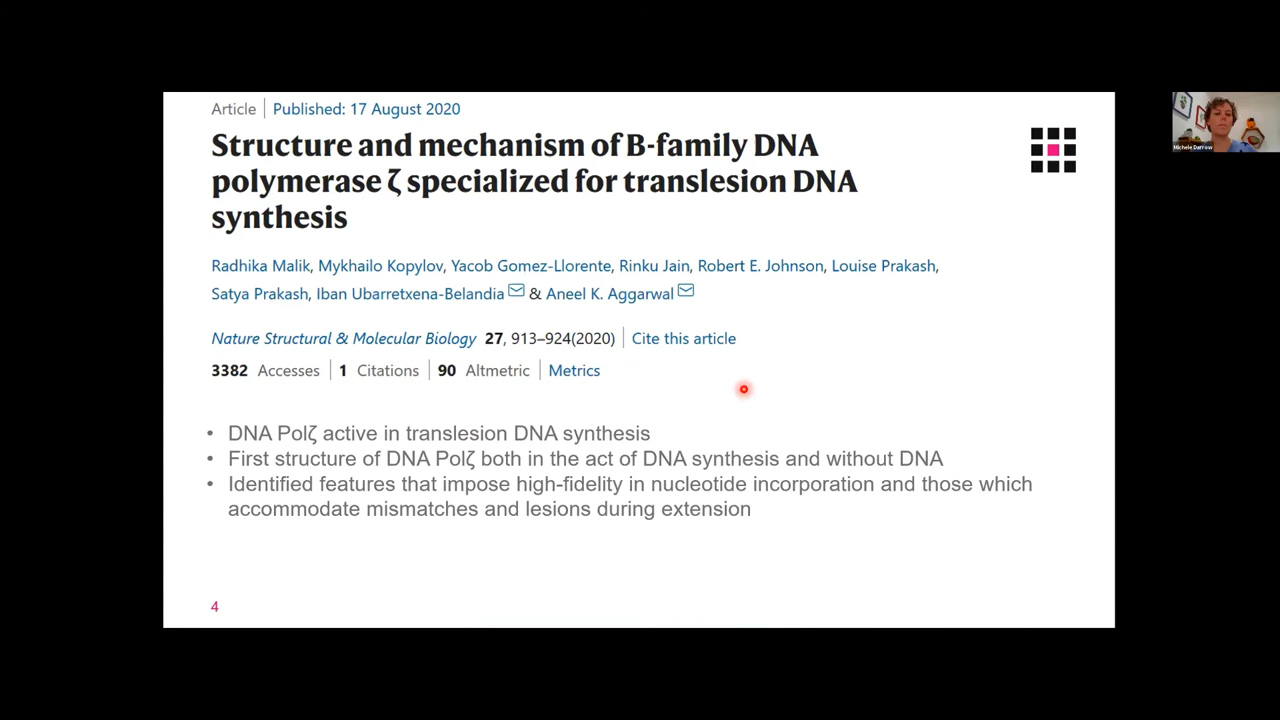 Article | Published: 17 August 2020
Structure and mechanism of B-family DNA
polymerase ζ specialized for translesion DNA
synthesis
Radhika Malik, Mykhailo Kopylov, Yacob Gomez-Llorente, Rinku Jain, Robert E. Johnson, Louise Prakash,
Satya Prakash, Iban Ubarretxena-Belandia & Aneel K. Aggarwal
Nature Structural & Molecular Biology 27, 913–924(2020) | Cite this article
3382 Accesses | 1 Citations | 90 Altmetric | Metrics
• DNA Polζ active in translesion DNA synthesis
• First structure of DNA Polζ both in the act of DNA synthesis and without DNA
• Identified features that impose high-fidelity in nucleotide incorporation and those which
accommodate mismatches and lesions during extension
4
Michele Darrow